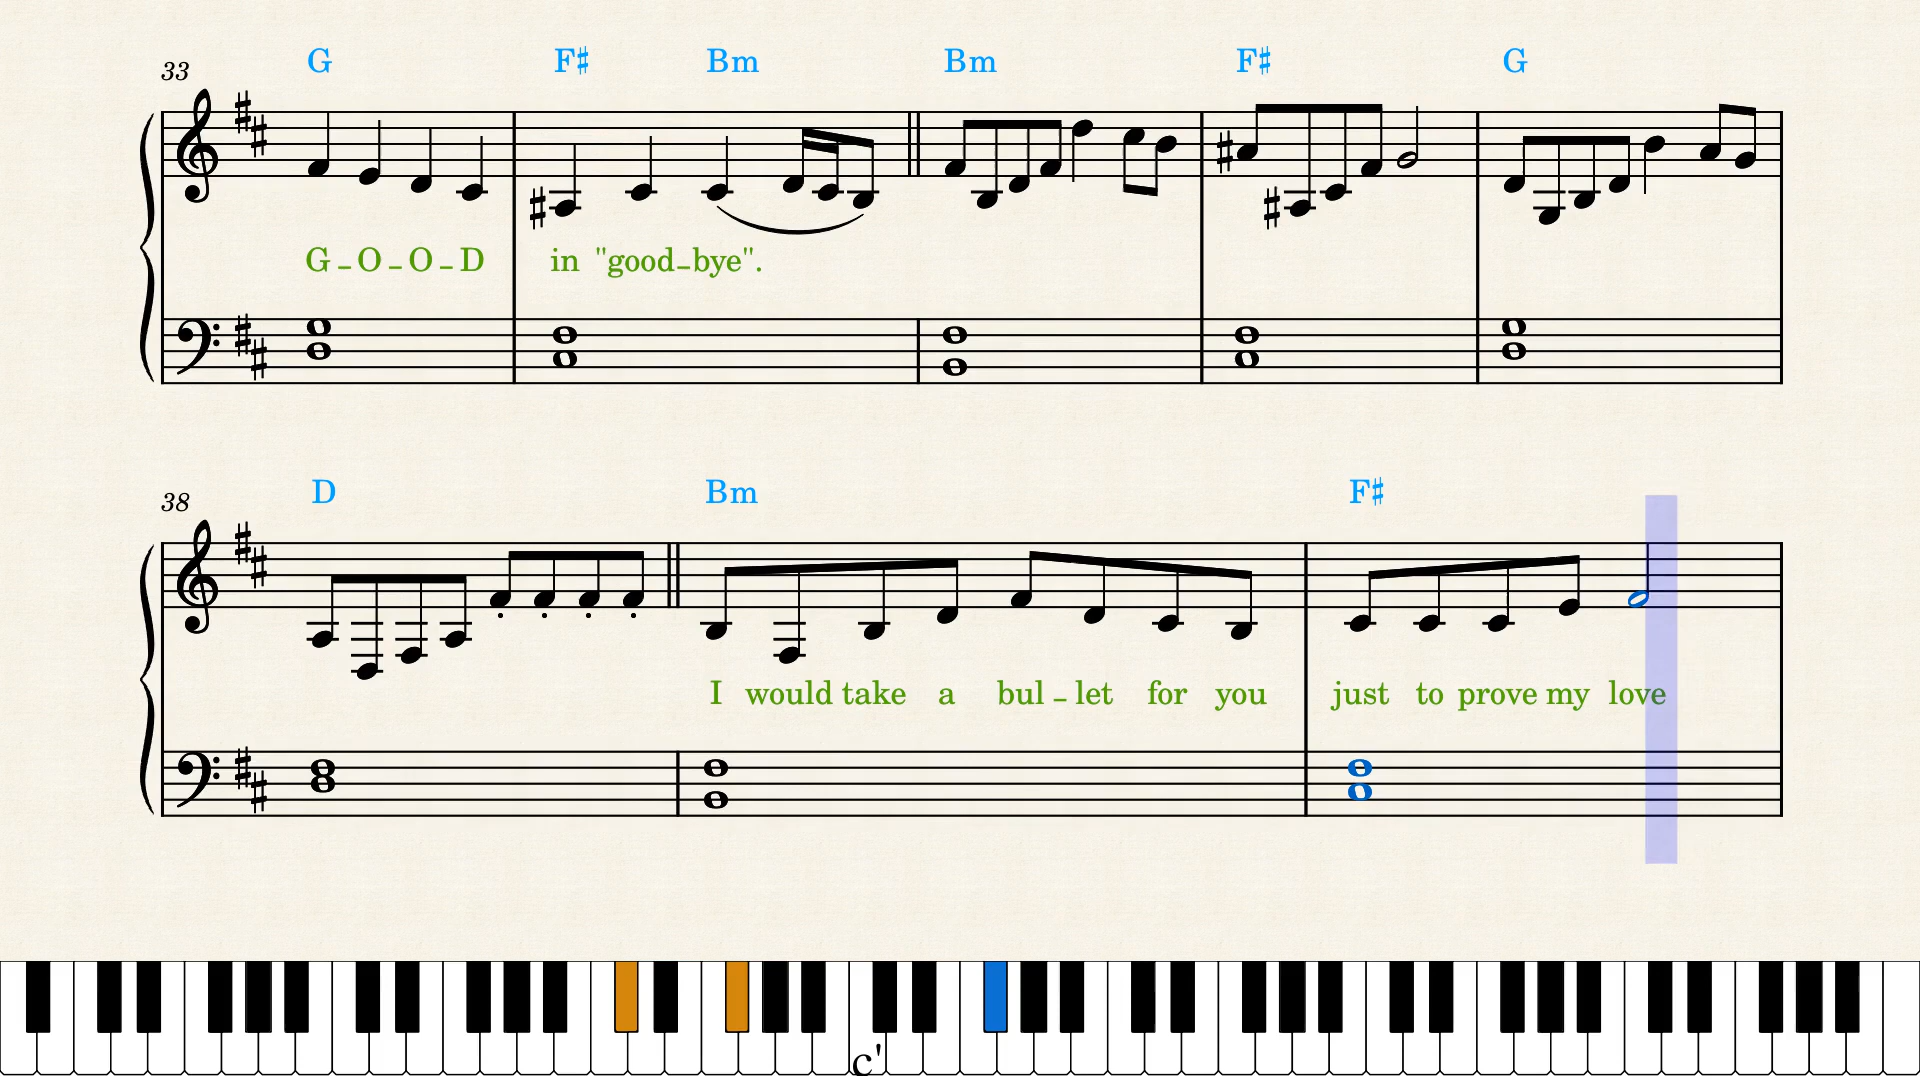 33 G F♯ Bm Bm F♯ G
G - O - O - D in "good-bye".
38 D Bm F♯
I would take a bul - let for you just to prove my love
c'